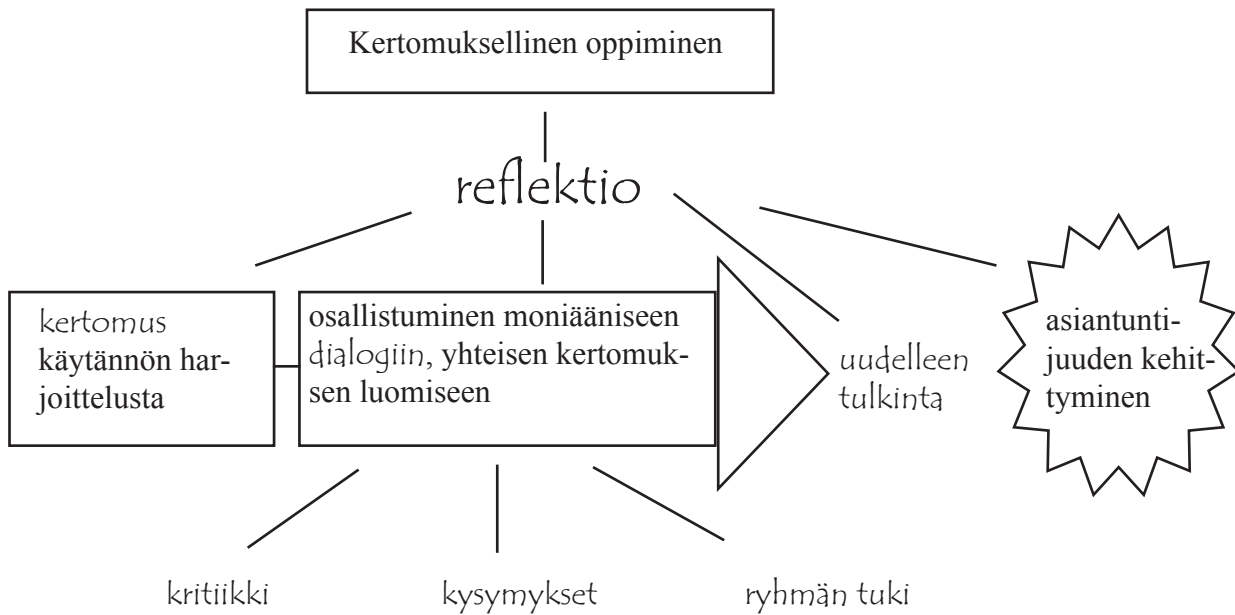 Kertomuksellinen oppiminen
reflektio
kertomus
käytännön har-
joittelusta
osallistuminen moniääniseen
dialogiin, yhteisen kertomuk-
sen luomiseen
uudelleen
tulkinta
asiantunti-
juuden kehit-
tyminen
kritiikki
kysymykset
ryhmän tuki